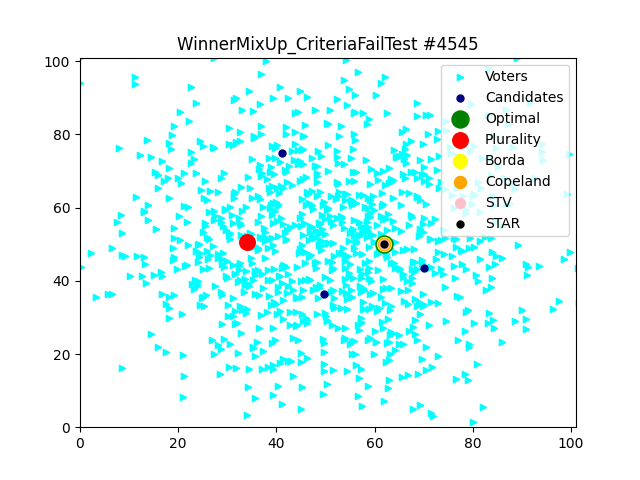 WinnerMixUp_CriteriaFailTest #4545
100
80
60
40
20
0
0
20
40
60
80
100
Voters
Candidates
Optimal
Plurality
Borda
Copeland
STV
STAR